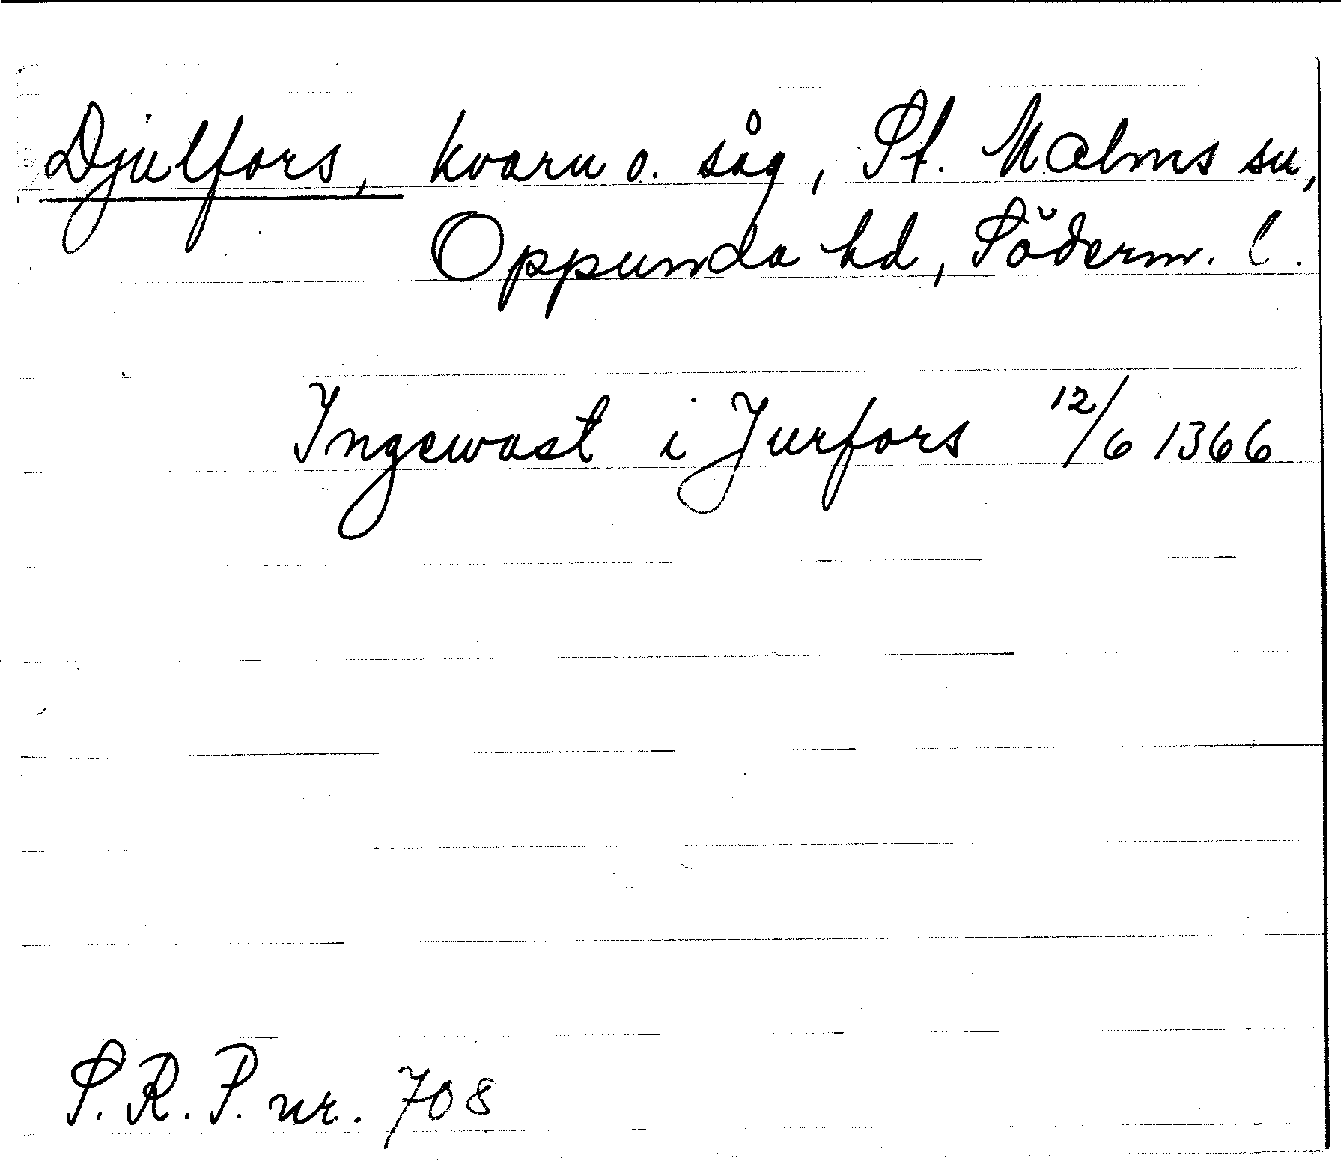 Djulfors, kvarn o. såg, St. Malms sn,
Oppunda hd, Söderm. l.
Ingewast i Jurfors 12/6 1366
S.R.P. nr. 708